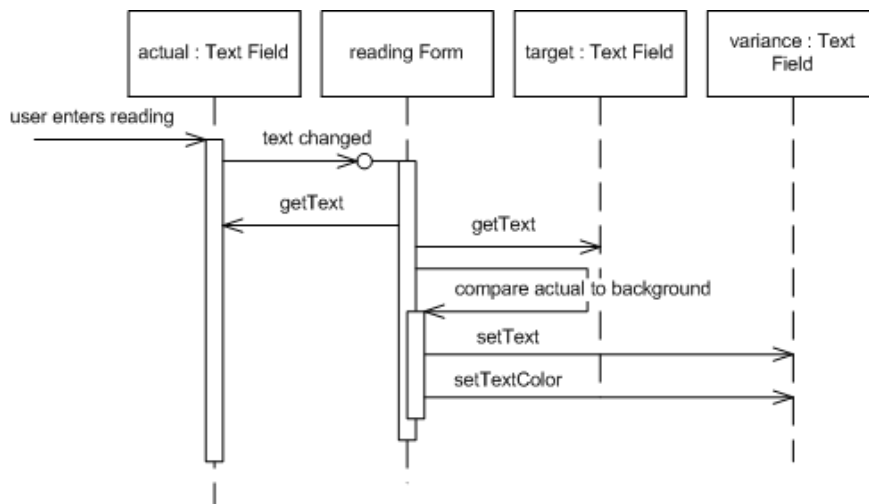 actual : Text Field
reading Form
target : Text Field
variance : Text
Field
user enters reading
text changed
getText
getText
compare actual to background
setText
setTextColor